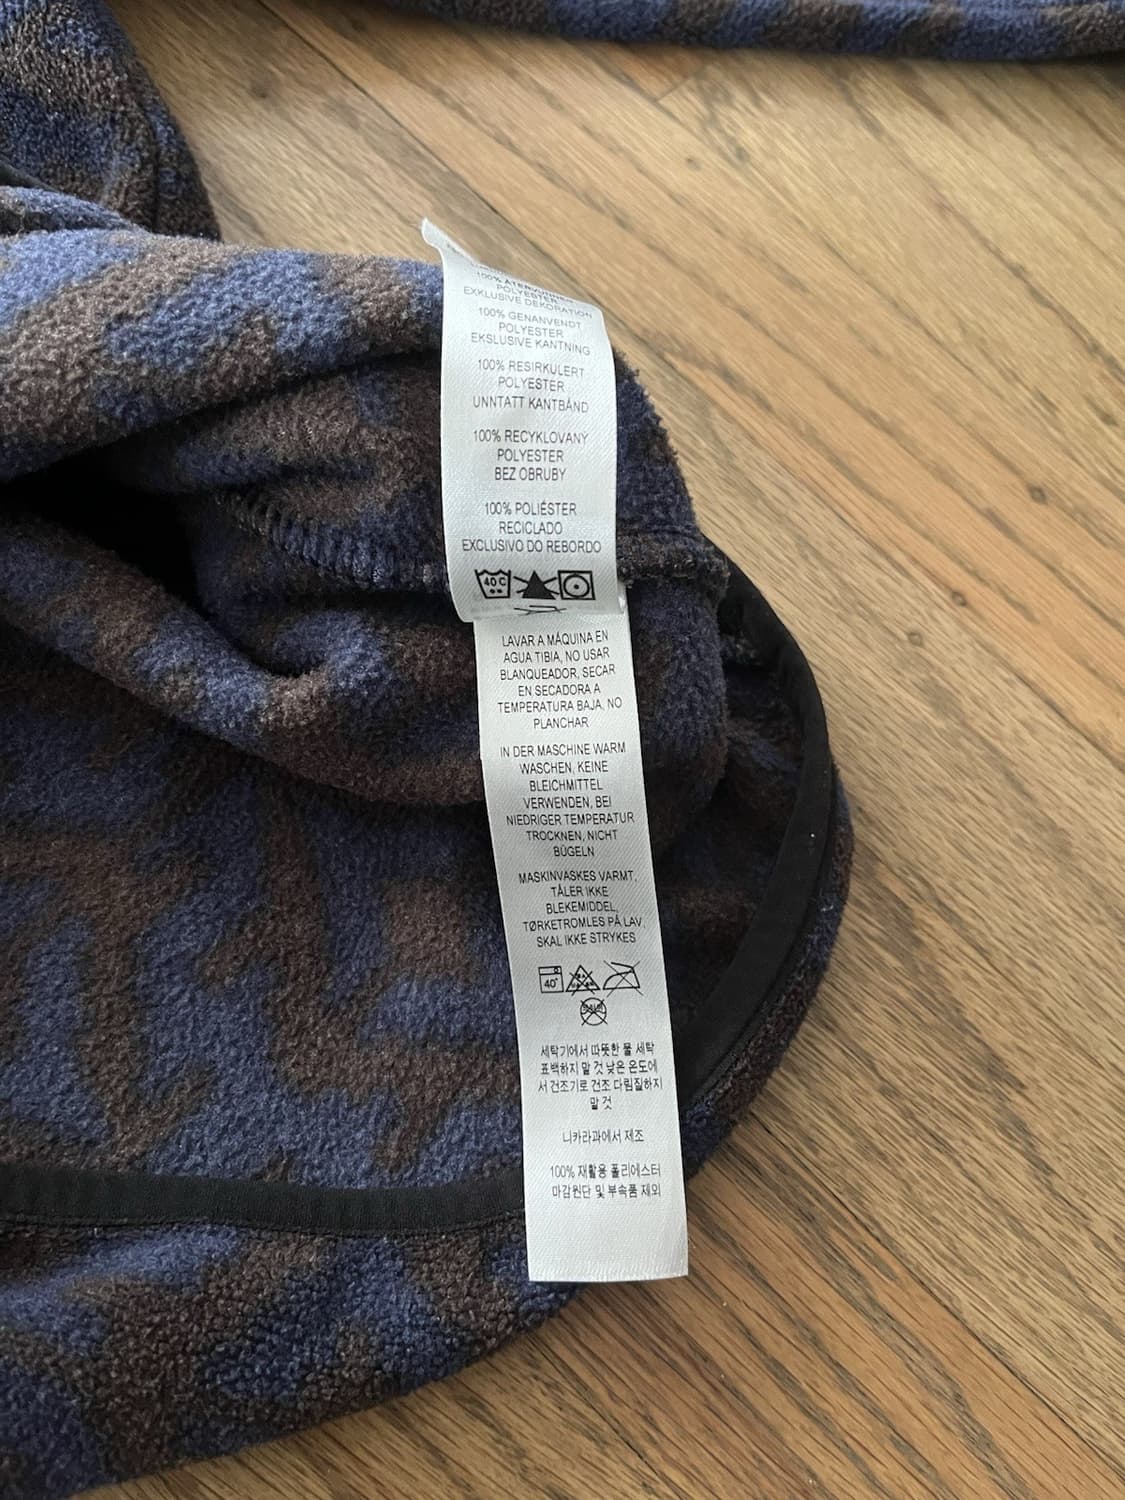 100% ÅTERVUNNEN
POLYESTER
EXKLUSIVE DEKORATION
100% GENANVENDT
POLYESTER
EKSLUSIVE KANTNING
100% RESIRKULERT
POLYESTER
UNNTATT KANTBÅND
100% RECYKLOVANY
POLYESTER
BEZ OBRUBY
100% POLIÉSTER
RECICLADO
EXCLUSIVO DO REBORDO
40 C
LAVAR A MÁQUINA EN
AGUA TIBIA, NO USAR
BLANQUEADOR, SECAR
EN SECADORA A
TEMPERATURA BAJA, NO
PLANCHAR
IN DER MASCHINE WARM
WASCHEN, KEINE
BLEICHMITTEL
VERWENDEN, BEI
NIEDRIGER TEMPERATUR
TROCKNEN, NICHT
BÜGELN
MASKINVASKES VARMT,
TÅLER IKKE
BLEKEMIDDEL,
TØRKETROMLES PÅ LAV,
SKAL IKKE STRYKES
40°
세탁기에서 따뜻한 물 세탁
표백하지 말 것 낮은 온도에
서 건조기로 건조 다림질하지
말 것
니카라과에서 제조
100% 재활용 폴리에스터
마감원단 및 부속품 제외